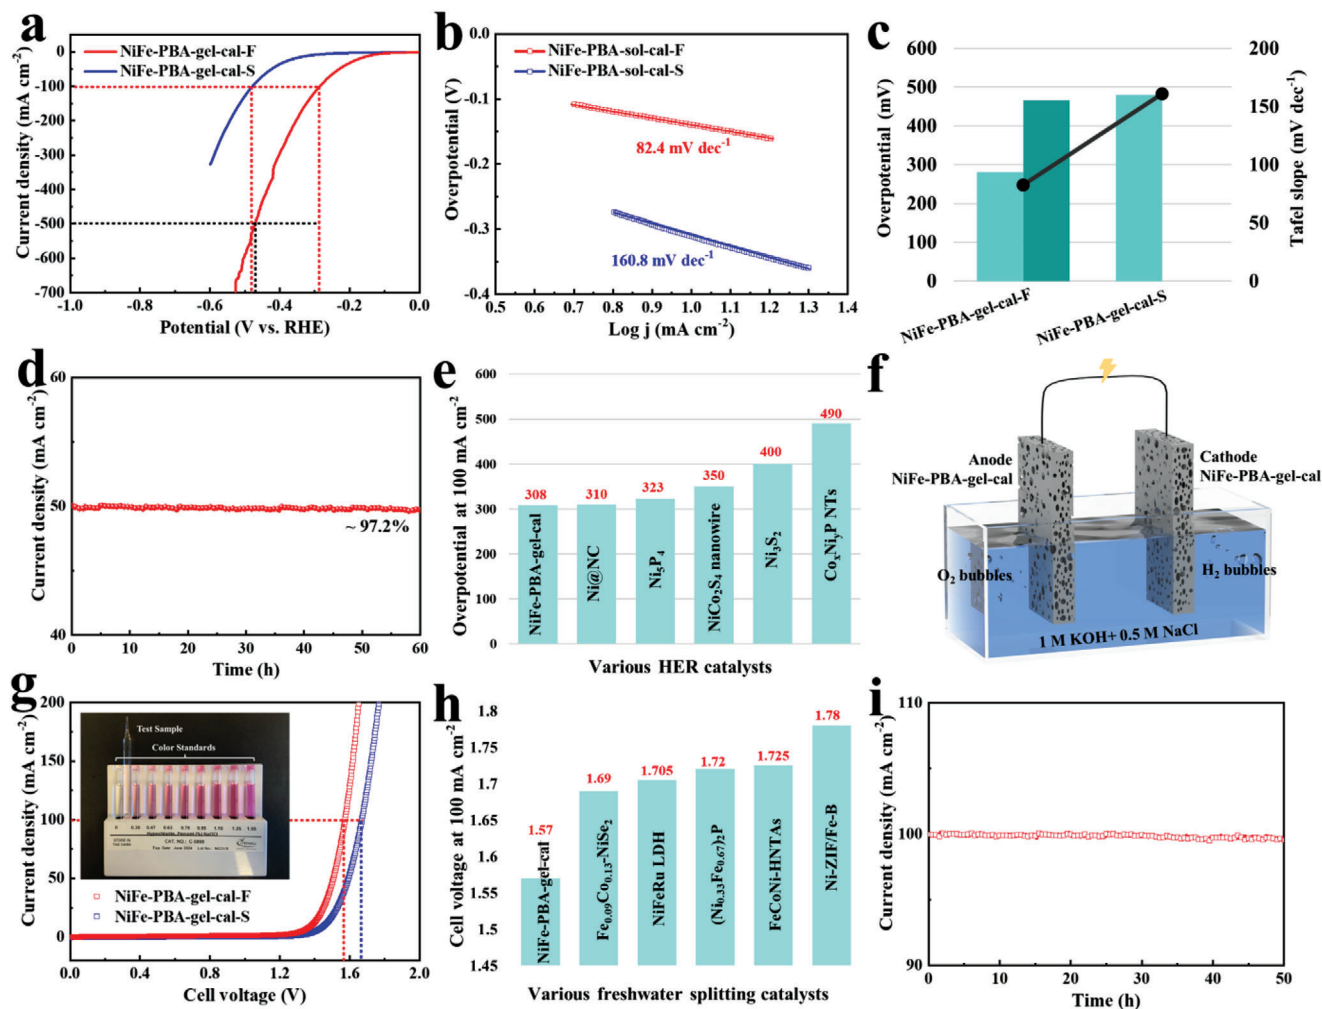 a
NiFe-PBA-gel-cal-F
NiFe-PBA-gel-cal-S
Current density (mA cm⁻²)
0
-100
-200
-300
-400
-500
-600
-700
-1.0 -0.8 -0.6 -0.4 -0.2 0.0
Potential (V vs. RHE)
b
NiFe-PBA-sol-cal-F
NiFe-PBA-sol-cal-S
Overpotential (V)
0.0
-0.1
-0.2
-0.3
-0.4
82.4 mV dec⁻¹
160.8 mV dec⁻¹
0.5 0.6 0.7 0.8 0.9 1.0 1.1 1.2 1.3 1.4
Log j (mA cm⁻²)
c
Overpotential (mV)
600
500
400
300
200
100
0
Tafel slope (mV dec⁻¹)
200
150
100
50
0
NiFe-PBA-gel-cal-F
NiFe-PBA-gel-cal-S
d
Current density (mA cm⁻²)
60
50
40
~ 97.2%
0 10 20 30 40 50 60
Time (h)
e
Overpotential at 100 mA cm⁻²
600
500
400
300
200
100
0
308
310
323
350
400
490
NiFe-PBA-gel-cal
Ni@NC
Ni₅P₄
NiCo₂S₄ nanowire
Ni₃S₂
CoₓNiᵧP NTs
Various HER catalysts
f
Anode
NiFe-PBA-gel-cal
Cathode
NiFe-PBA-gel-cal
O₂ bubbles
H₂ bubbles
1 M KOH+ 0.5 M NaCl
g
Current density (mA cm⁻²)
200
150
100
50
0
Test Sample
Color Standards
CAT. NO.: C-5800
NiFe-PBA-gel-cal-F
NiFe-PBA-gel-cal-S
0.0 0.4 0.8 1.2 1.6 2.0
Cell voltage (V)
h
Cell voltage at 100 mA cm⁻²
1.8
1.75
1.7
1.65
1.6
1.55
1.5
1.45
1.57
1.69
1.705
1.72
1.725
1.78
NiFe-PBA-gel-cal
Fe₀.₀₉Co₀.₁₃-NiSe₂
NiFeRu LDH
(Ni₀.₃₃Fe₀.₆₇)₂P
FeCoNi-HNTAs
Ni-ZIF/Fe-B
Various freshwater splitting catalysts
i
Current density (mA cm⁻²)
110
100
90
0 10 20 30 40 50
Time (h)